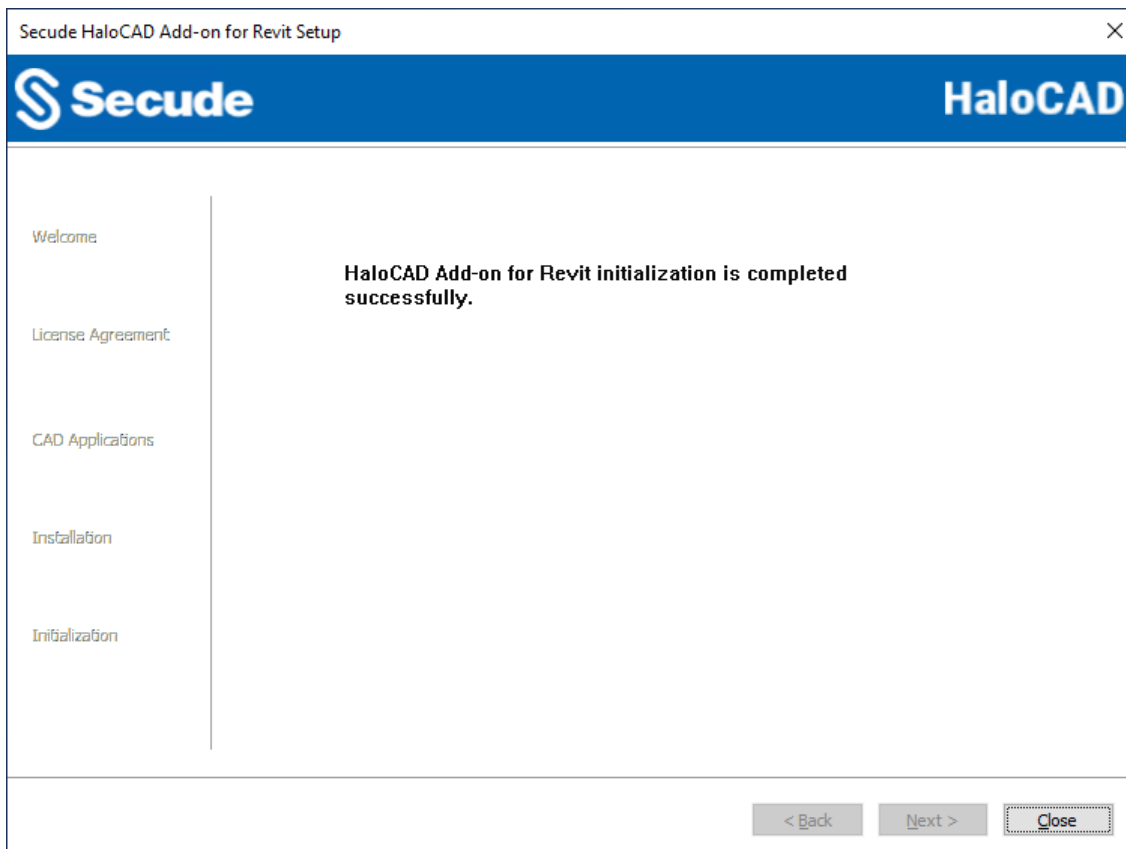 Secude HaloCAD Add-on for Revit Setup
Secude
HaloCAD
Welcome
License Agreement
CAD Applications
Installation
Initialization
HaloCAD Add-on for Revit initialization is completed
successfully.
< Back
Next >
Close